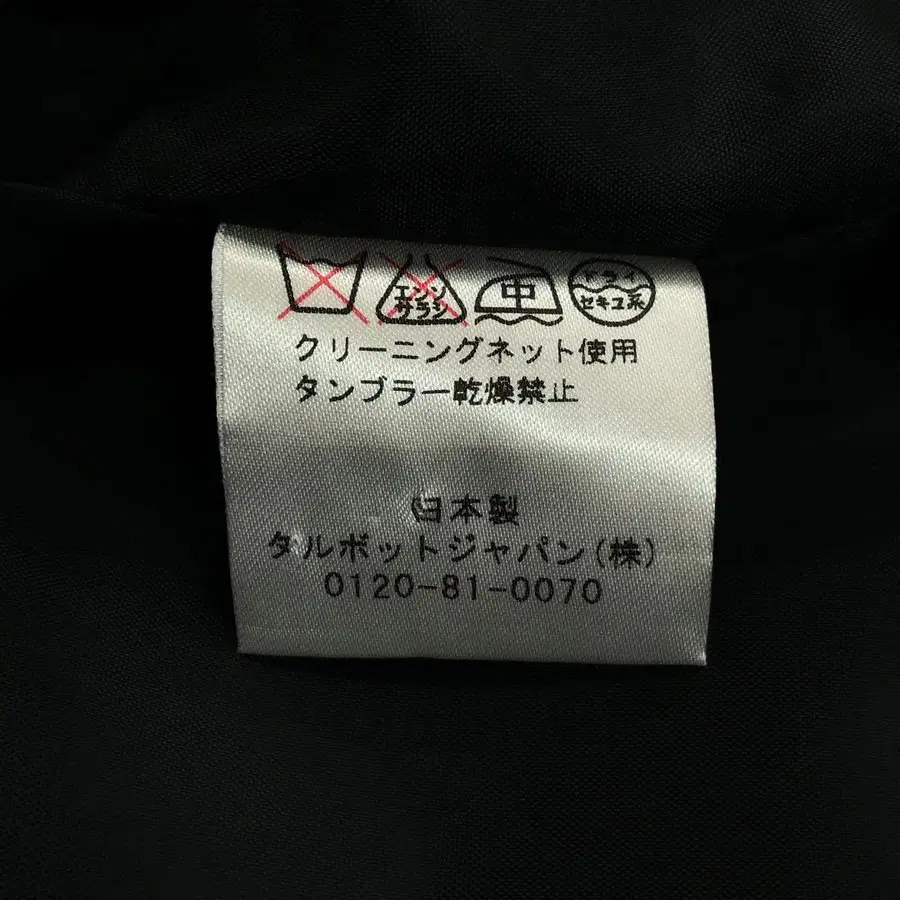 エンソ サラシ 中 ドライ セキユ系
クリーニングネット使用
タンブラー乾燥禁止
日本製
タルボットジャパン(株)
0120-81-0070